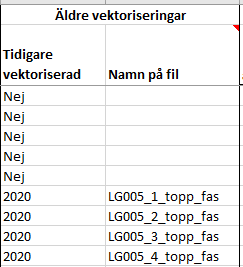 Äldre vektoriseringar
Tidigare
vektoriserad Namn på fil
Nej
Nej
Nej
Nej
Nej
2020 LG005_1_topp_fas
2020 LG005_2_topp_fas
2020 LG005_3_topp_fas
2020 LG005_4_topp_fas